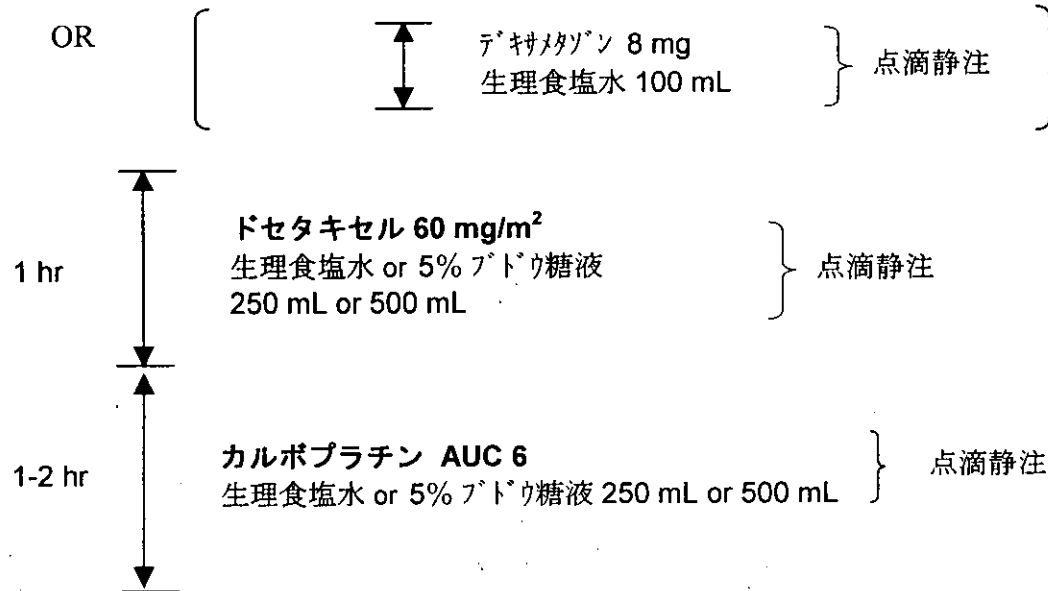 OR
ﾃﾞｷｻﾒﾀｿﾞﾝ 8 mg
生理食塩水 100 mL
点滴静注
1 hr
ドセタキセル 60 mg/m²
生理食塩水 or 5% ﾌﾞﾄﾞｳ糖液
250 mL or 500 mL
点滴静注
1-2 hr
カルボプラチン AUC 6
生理食塩水 or 5% ﾌﾞﾄﾞｳ糖液 250 mL or 500 mL
点滴静注